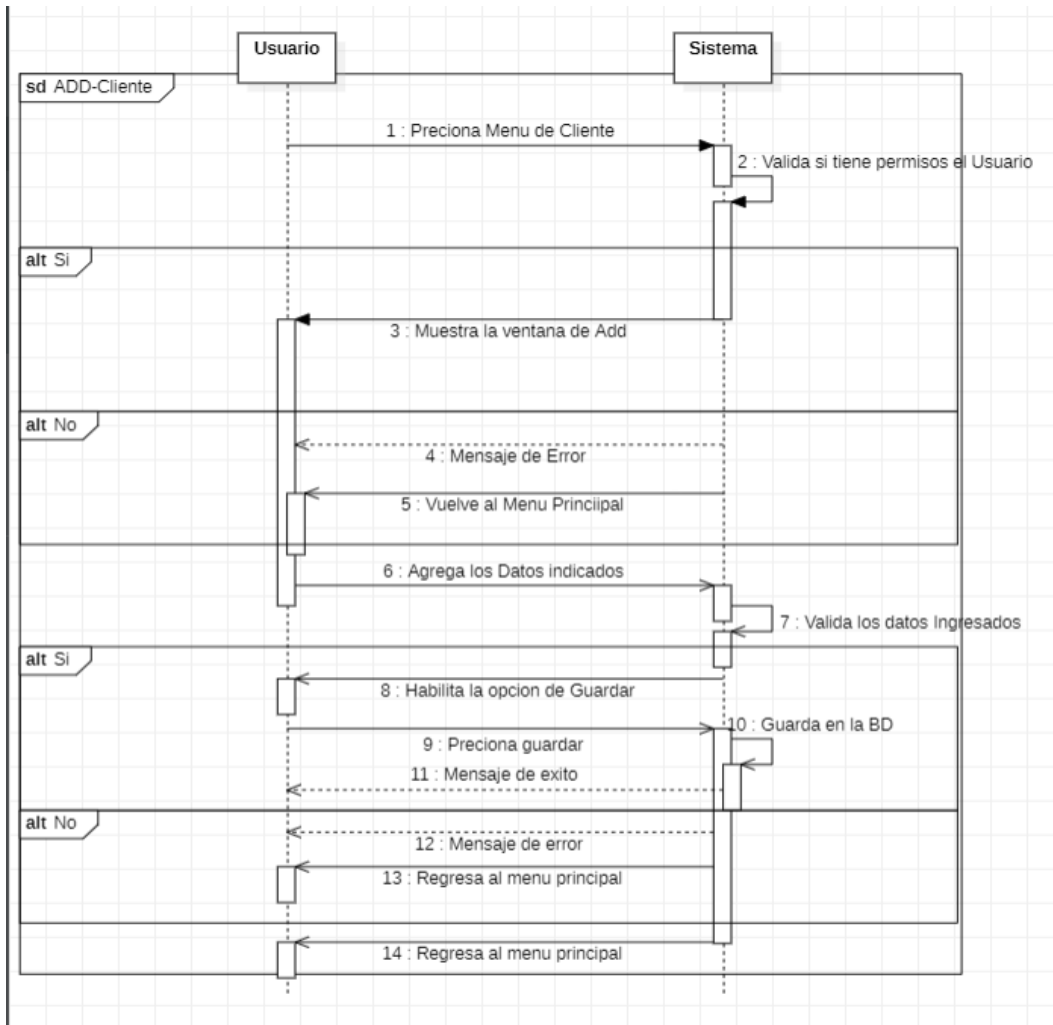 Usuario
Sistema
sd ADD-Cliente
1 : Preciona Menu de Cliente
2 : Valida si tiene permisos el Usuario
alt Si
3 : Muestra la ventana de Add
alt No
4 : Mensaje de Error
5 : Vuelve al Menu Princiipal
6 : Agrega los Datos indicados
7 : Valida los datos Ingresados
alt Si
8 : Habilita la opcion de Guardar
9 : Preciona guardar
10 : Guarda en la BD
11 : Mensaje de exito
alt No
12 : Mensaje de error
13 : Regresa al menu principal
14 : Regresa al menu principal